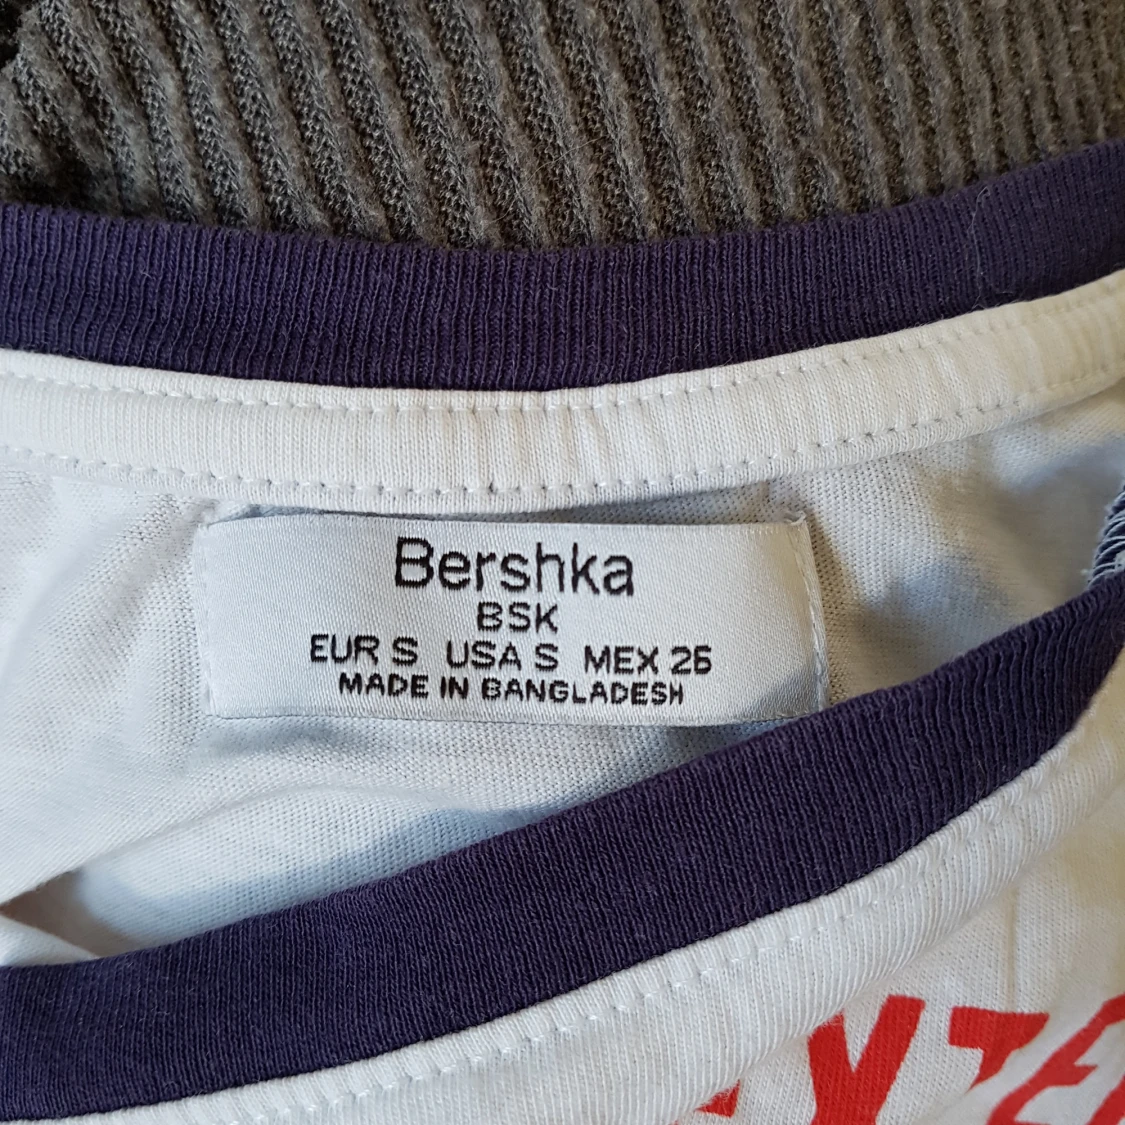 Bershka
BSK
EUR S USA S MEX 26
MADE IN BANGLADESH